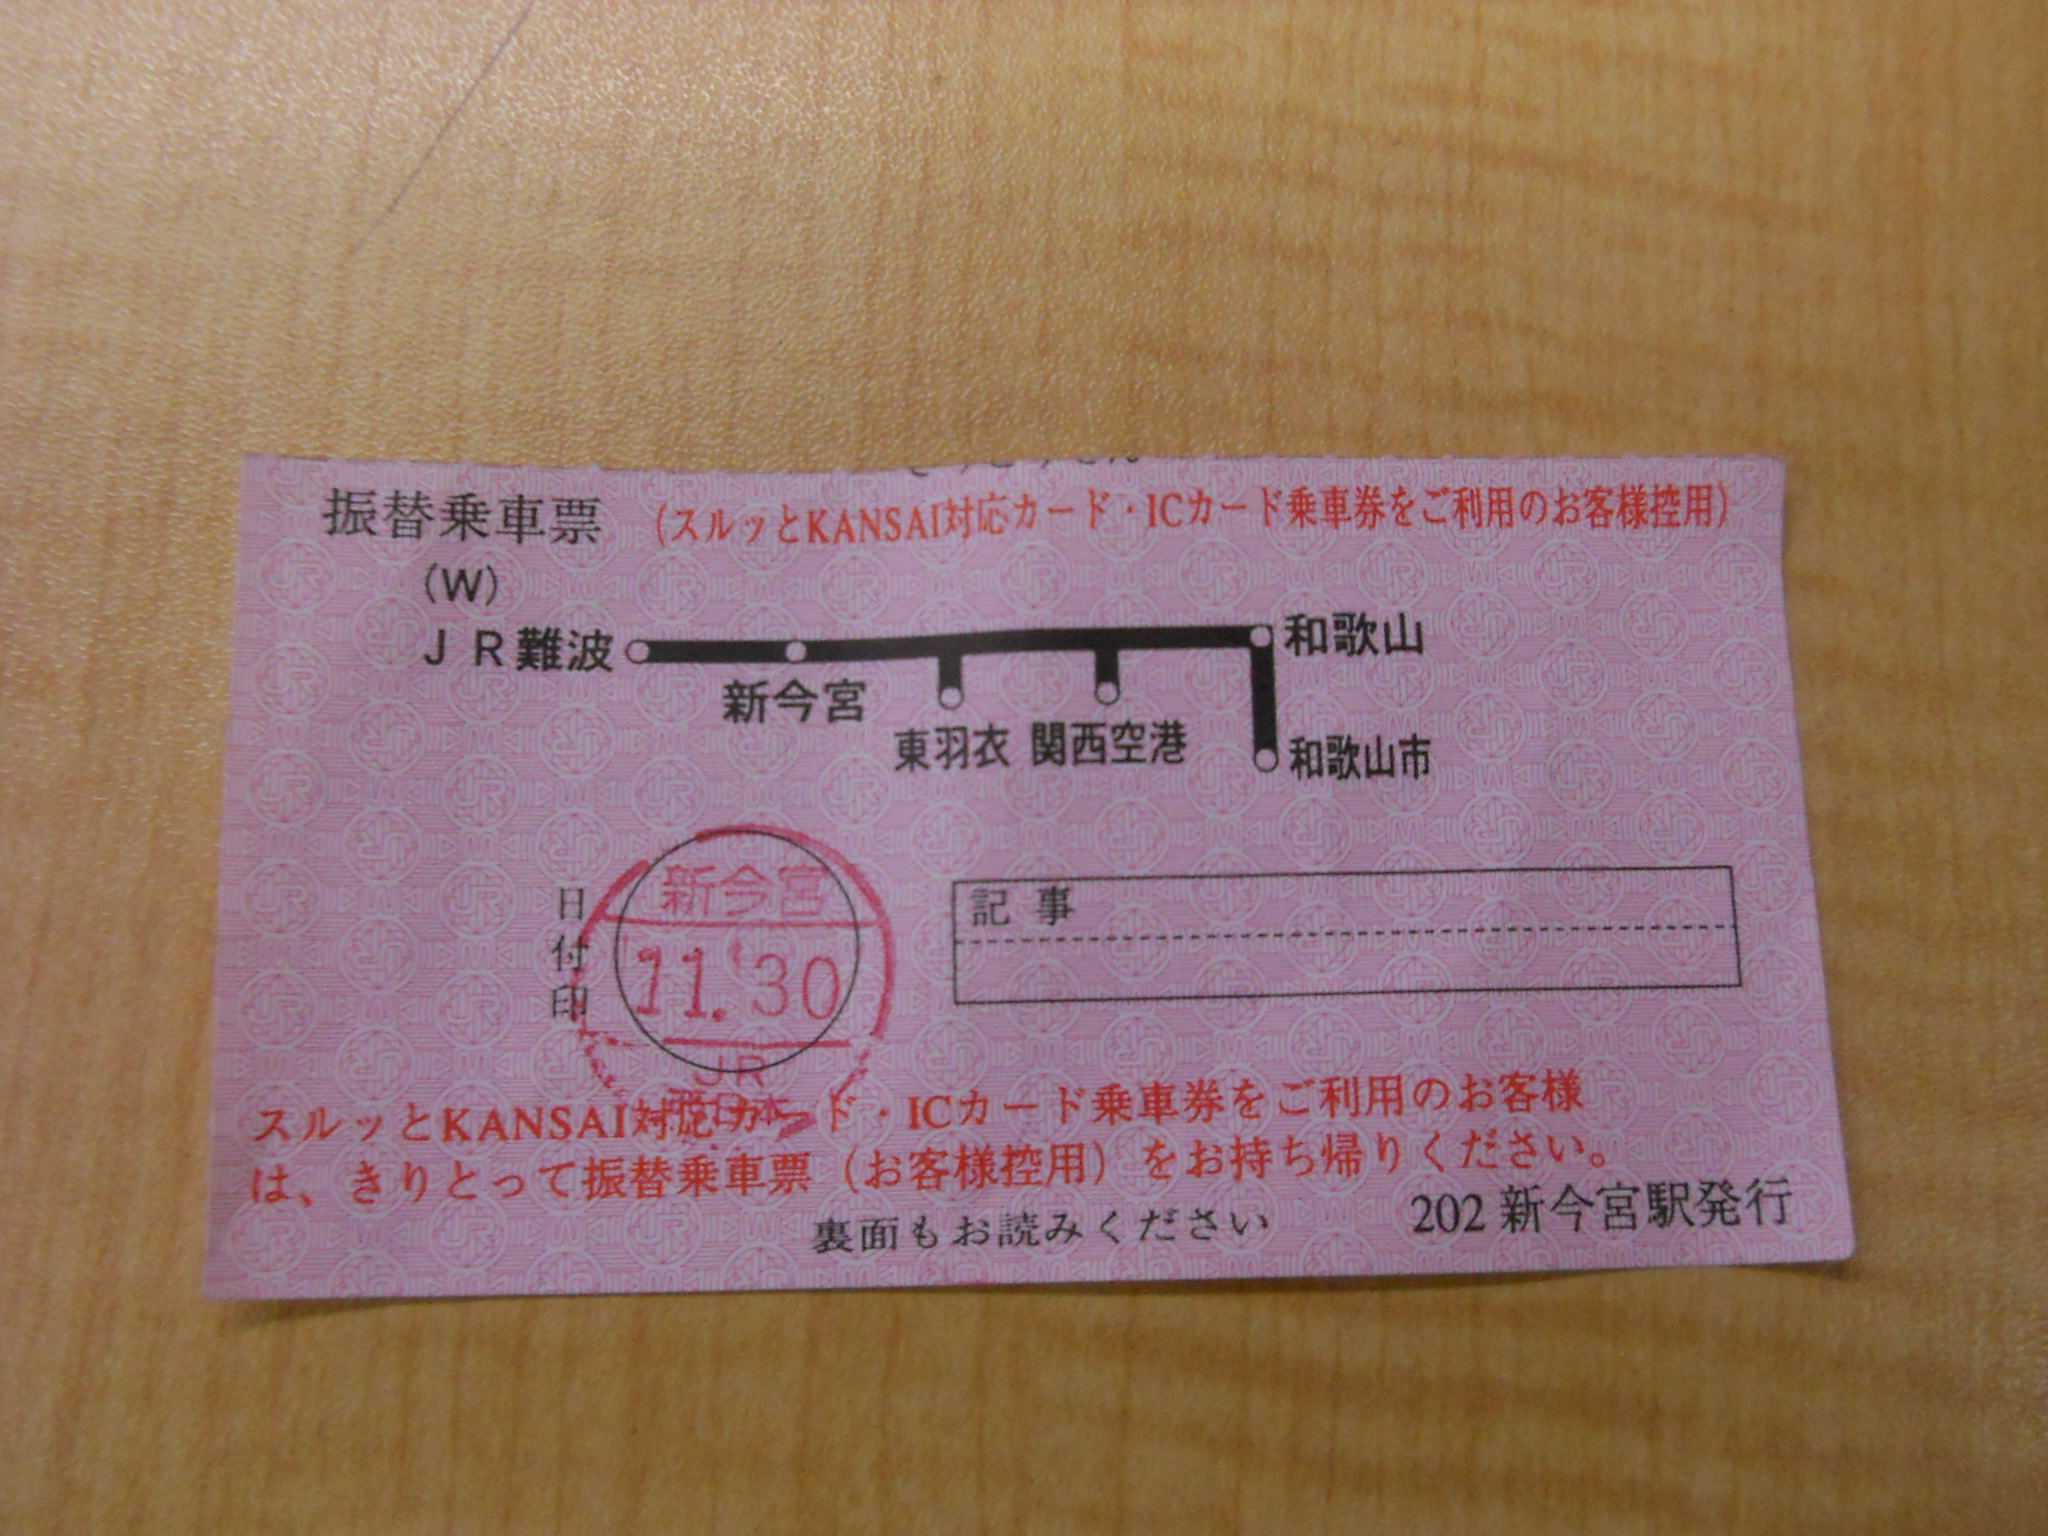 振替乗車票 （スルッとKANSAI対応カード・ICカード乗車券をご利用のお客様控用）
（W）
ＪＲ難波
和歌山
新今宮
東羽衣 関西空港
和歌山市
日付印
新今宮
11.30
JR
西日本
記事
スルッとKANSAI対応カード・ICカード乗車券をご利用のお客様
は、きりとって振替乗車票（お客様控用）をお持ち帰りください。
裏面もお読みください
202 新今宮駅発行